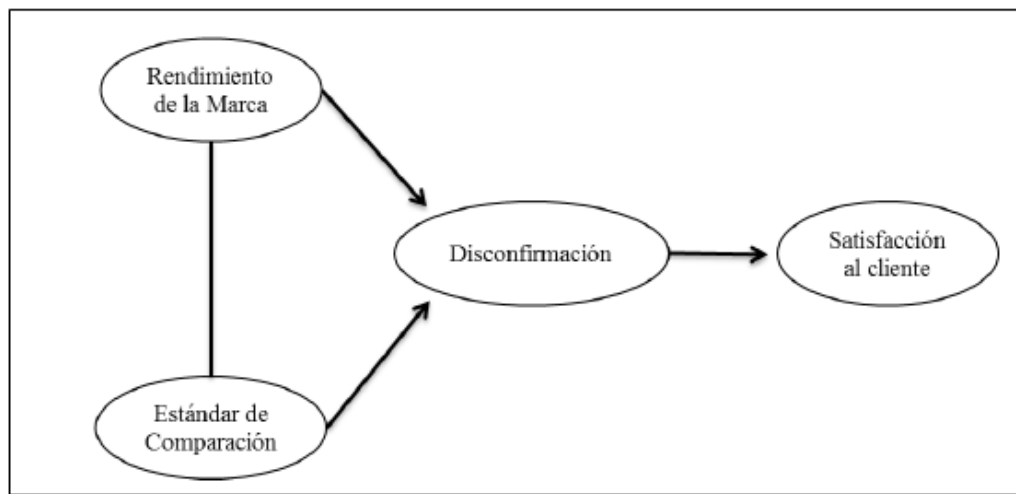 Rendimiento
de la Marca
Disconfirmación
Satisfacción
al cliente
Estándar de
Comparación